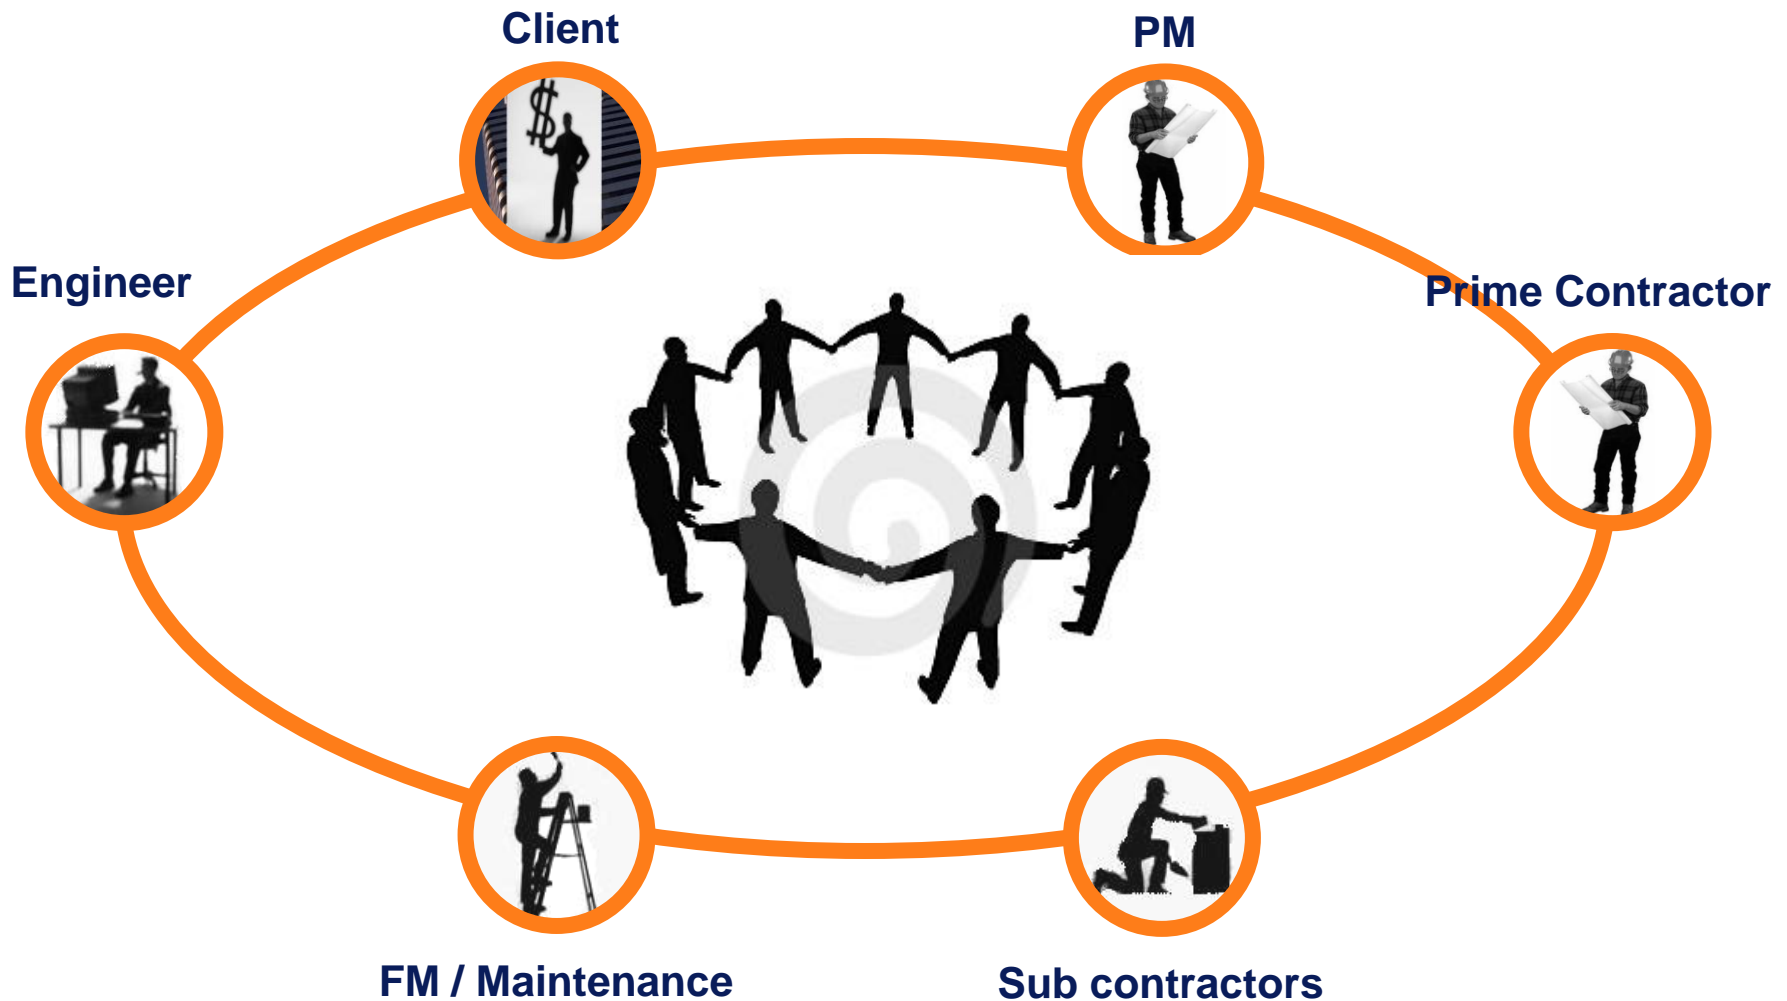 Client
PM
Engineer
Prime Contractor
$
FM / Maintenance
Sub contractors